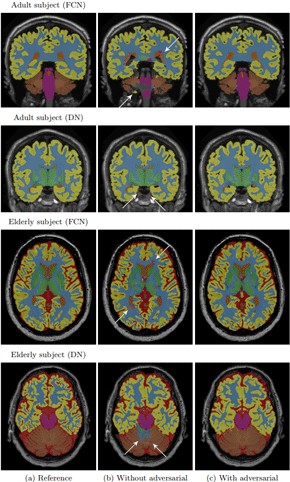 Adult subject (FCN)
Adult subject (DN)
Elderly subject (FCN)
Elderly subject (DN)
(a) Reference (b) Without adversarial (c) With adversarial